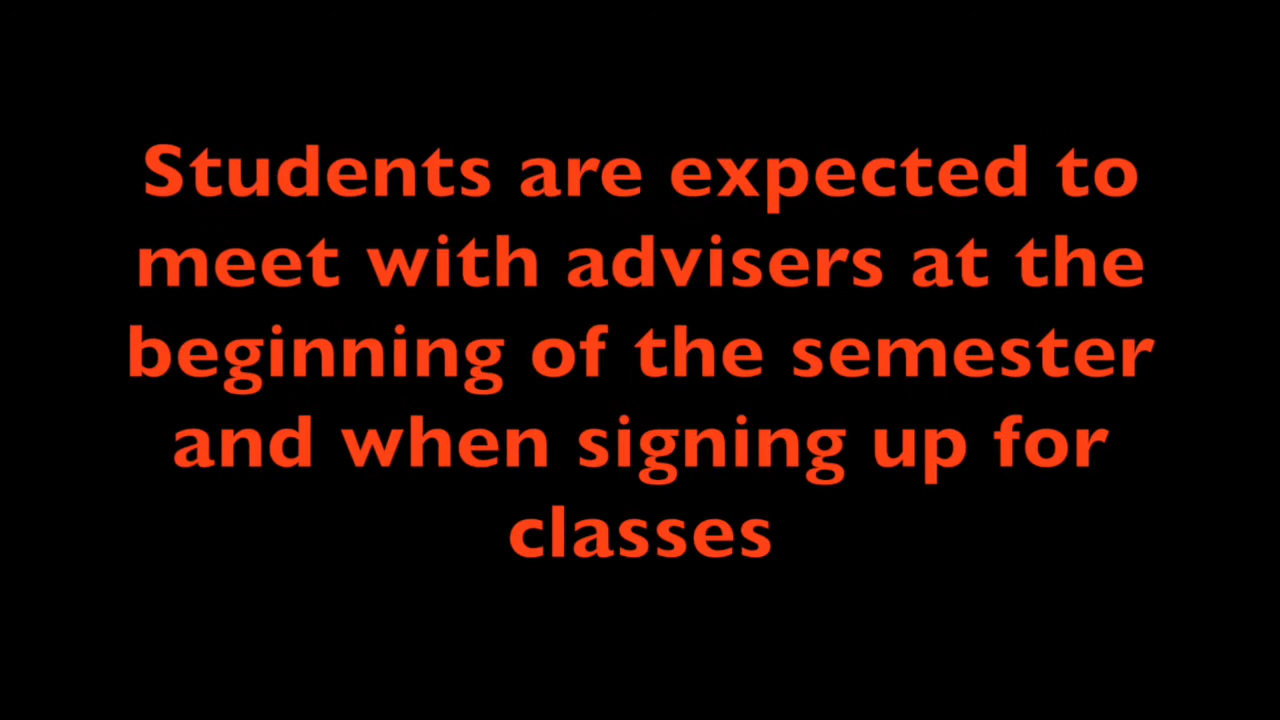 Students are expected to
meet with advisers at the
beginning of the semester
and when signing up for
classes